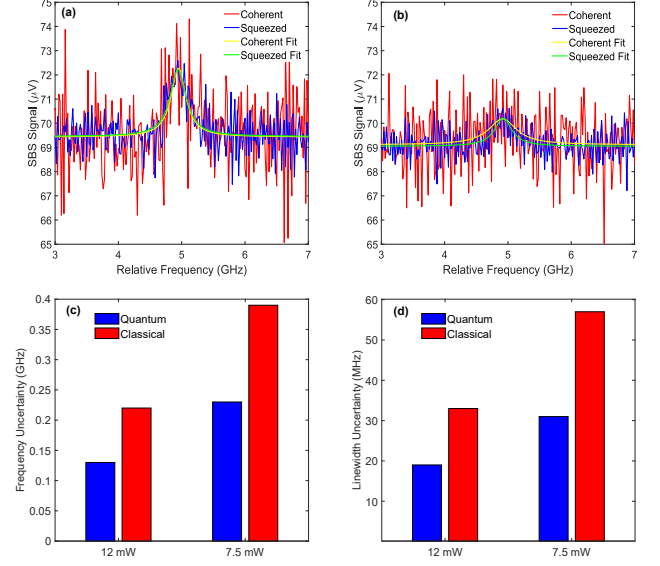 (a)
Coherent
Squeezed
Coherent Fit
Squeezed Fit
75
74
73
72
71
70
69
68
67
66
65
SBS Signal (μV)
3 4 5 6 7
Relative Frequency (GHz)
(b)
Coherent
Squeezed
Coherent Fit
Squeezed Fit
75
74
73
72
71
70
69
68
67
66
65
SBS Signal (μV)
3 4 5 6 7
Relative Frequency (GHz)
(c)
Quantum
Classical
0.4
0.35
0.3
0.25
0.2
0.15
0.1
0.05
0
Frequency Uncertainty (GHz)
12 mW 7.5 mW
(d)
Quantum
Classical
60
50
40
30
20
10
Linewidth Uncertainty (MHz)
12 mW 7.5 mW